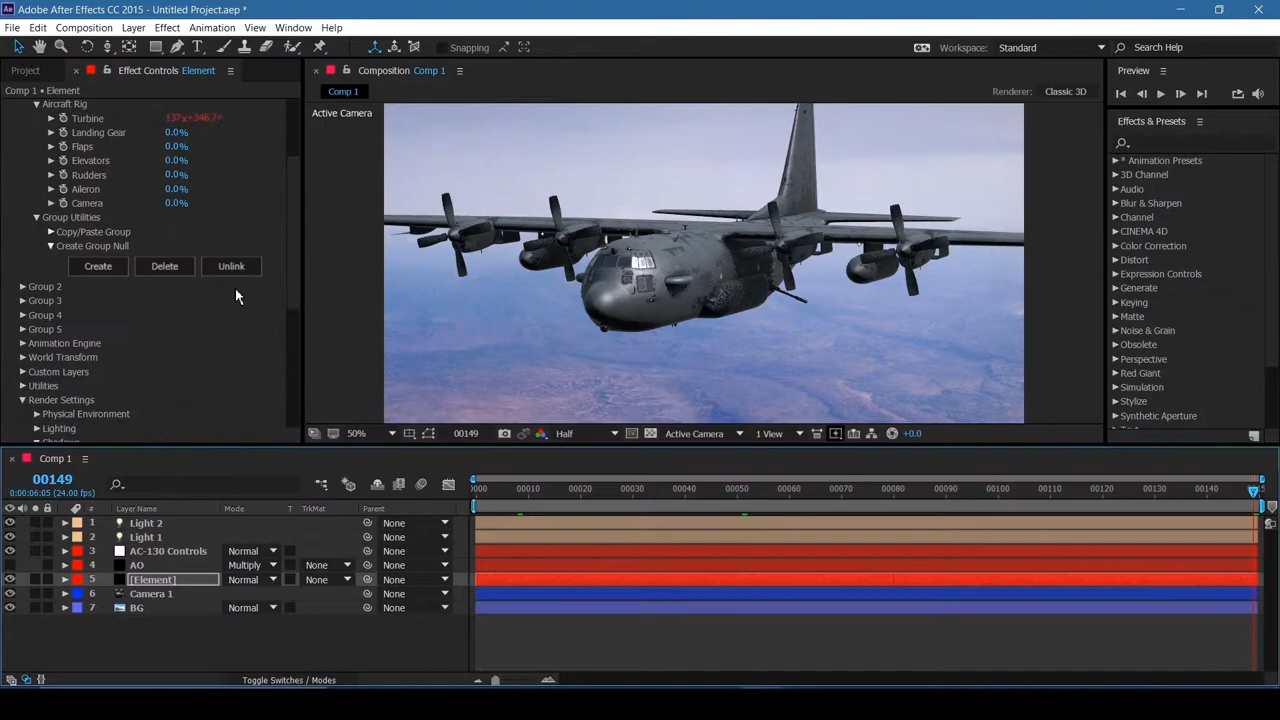 Adobe After Effects CC 2015 - Untitled Project.aep *
File Edit Composition Layer Effect Animation View Window Help
Snapping
Workspace: Standard
Search Help
Project
Effect Controls Element
Composition Comp 1
Preview
Comp 1 • Element
Comp 1
Renderer: Classic 3D
Active Camera
Aircraft Rig
Turbine 137x+346.7°
Landing Gear 0.0%
Flaps 0.0%
Elevators 0.0%
Rudders 0.0%
Aileron 0.0%
Camera 0.0%
Group Utilities
Copy/Paste Group
Create Group Null
Create Delete Unlink
Group 2
Group 3
Group 4
Group 5
Animation Engine
World Transform
Custom Layers
Utilities
Render Settings
Physical Environment
Lighting
Shadows
Effects & Presets
* Animation Presets
3D Channel
Audio
Blur & Sharpen
Channel
CINEMA 4D
Color Correction
Distort
Expression Controls
Generate
Keying
Matte
Noise & Grain
Obsolete
Perspective
Red Giant
Simulation
Stylize
Synthetic Aperture
Text
50% 00149 Half Active Camera 1 View +0.0
Comp 1
00149
0:00:06:05 (24.00 fps)
00010 00020 00030 00040 00050 00060 00070 00080 00090 00100 00110 00120 00130 00140
# Layer Name Mode T TrkMat Parent
1 Light 2 None
2 Light 1 None
3 AC-130 Controls Normal None
4 AO Multiply None None
5 [Element] Normal None None
6 Camera 1 None
7 BG Normal None None
Toggle Switches / Modes